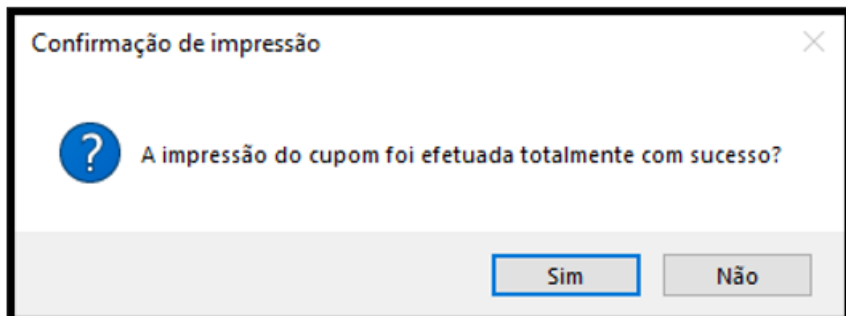 Confirmação de impressão
A impressão do cupom foi efetuada totalmente com sucesso?
Sim
Não